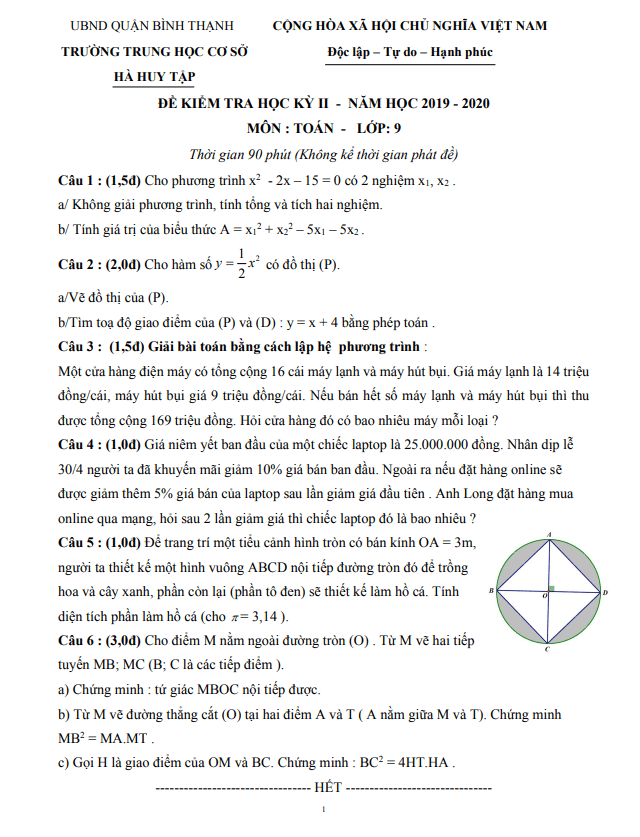 UBND QUẬN BÌNH THẠNH CỘNG HÒA XÃ HỘI CHỦ NGHĨA VIỆT NAM
TRƯỜNG TRUNG HỌC CƠ SỞ Độc lập – Tự do – Hạnh phúc
HÀ HUY TẬP
ĐỀ KIỂM TRA HỌC KỲ II - NĂM HỌC 2019 - 2020
MÔN : TOÁN - LỚP: 9
Thời gian 90 phút (Không kể thời gian phát đề)
Câu 1 : (1,5đ) Cho phương trình x² - 2x – 15 = 0 có 2 nghiệm x₁, x₂ .
a/ Không giải phương trình, tính tổng và tích hai nghiệm.
b/ Tính giá trị của biểu thức A = x₁² + x₂² – 5x₁ – 5x₂ .
Câu 2 : (2,0đ) Cho hàm số y = 1/2 x² có đồ thị (P).
a/Vẽ đồ thị của (P).
b/Tìm toạ độ giao điểm của (P) và (D) : y = x + 4 bằng phép toán .
Câu 3 : (1,5đ) Giải bài toán bằng cách lập hệ phương trình :
Một cửa hàng điện máy có tổng cộng 16 cái máy lạnh và máy hút bụi. Giá máy lạnh là 14 triệu
đồng/cái, máy hút bụi giá 9 triệu đồng/cái. Nếu bán hết số máy lạnh và máy hút bụi thì thu
được tổng cộng 169 triệu đồng. Hỏi cửa hàng đó có bao nhiêu máy mỗi loại ?
Câu 4 : (1,0đ) Giá niêm yết ban đầu của một chiếc laptop là 25.000.000 đồng. Nhân dịp lễ
30/4 người ta đã khuyến mãi giảm 10% giá bán ban đầu. Ngoài ra nếu đặt hàng online sẽ
được giảm thêm 5% giá bán của laptop sau lần giảm giá đầu tiên . Anh Long đặt hàng mua
online qua mạng, hỏi sau 2 lần giảm giá thì chiếc laptop đó là bao nhiêu ?
Câu 5 : (1,0đ) Để trang trí một tiểu cảnh hình tròn có bán kính OA = 3m,
người ta thiết kế một hình vuông ABCD nội tiếp đường tròn đó để trồng
hoa và cây xanh, phần còn lại (phần tô đen) sẽ thiết kế làm hồ cá. Tính
diện tích phần làm hồ cá (cho π = 3,14 ).
A
B
O
D
C
Câu 6 : (3,0đ) Cho điểm M nằm ngoài đường tròn (O) . Từ M vẽ hai tiếp
tuyến MB; MC (B; C là các tiếp điểm ).
a) Chứng minh : tứ giác MBOC nội tiếp được.
b) Từ M vẽ đường thẳng cắt (O) tại hai điểm A và T ( A nằm giữa M và T). Chứng minh
MB² = MA.MT .
c) Gọi H là giao điểm của OM và BC. Chứng minh : BC² = 4HT.HA .
--------------------------------- HẾT -------------------------------
1